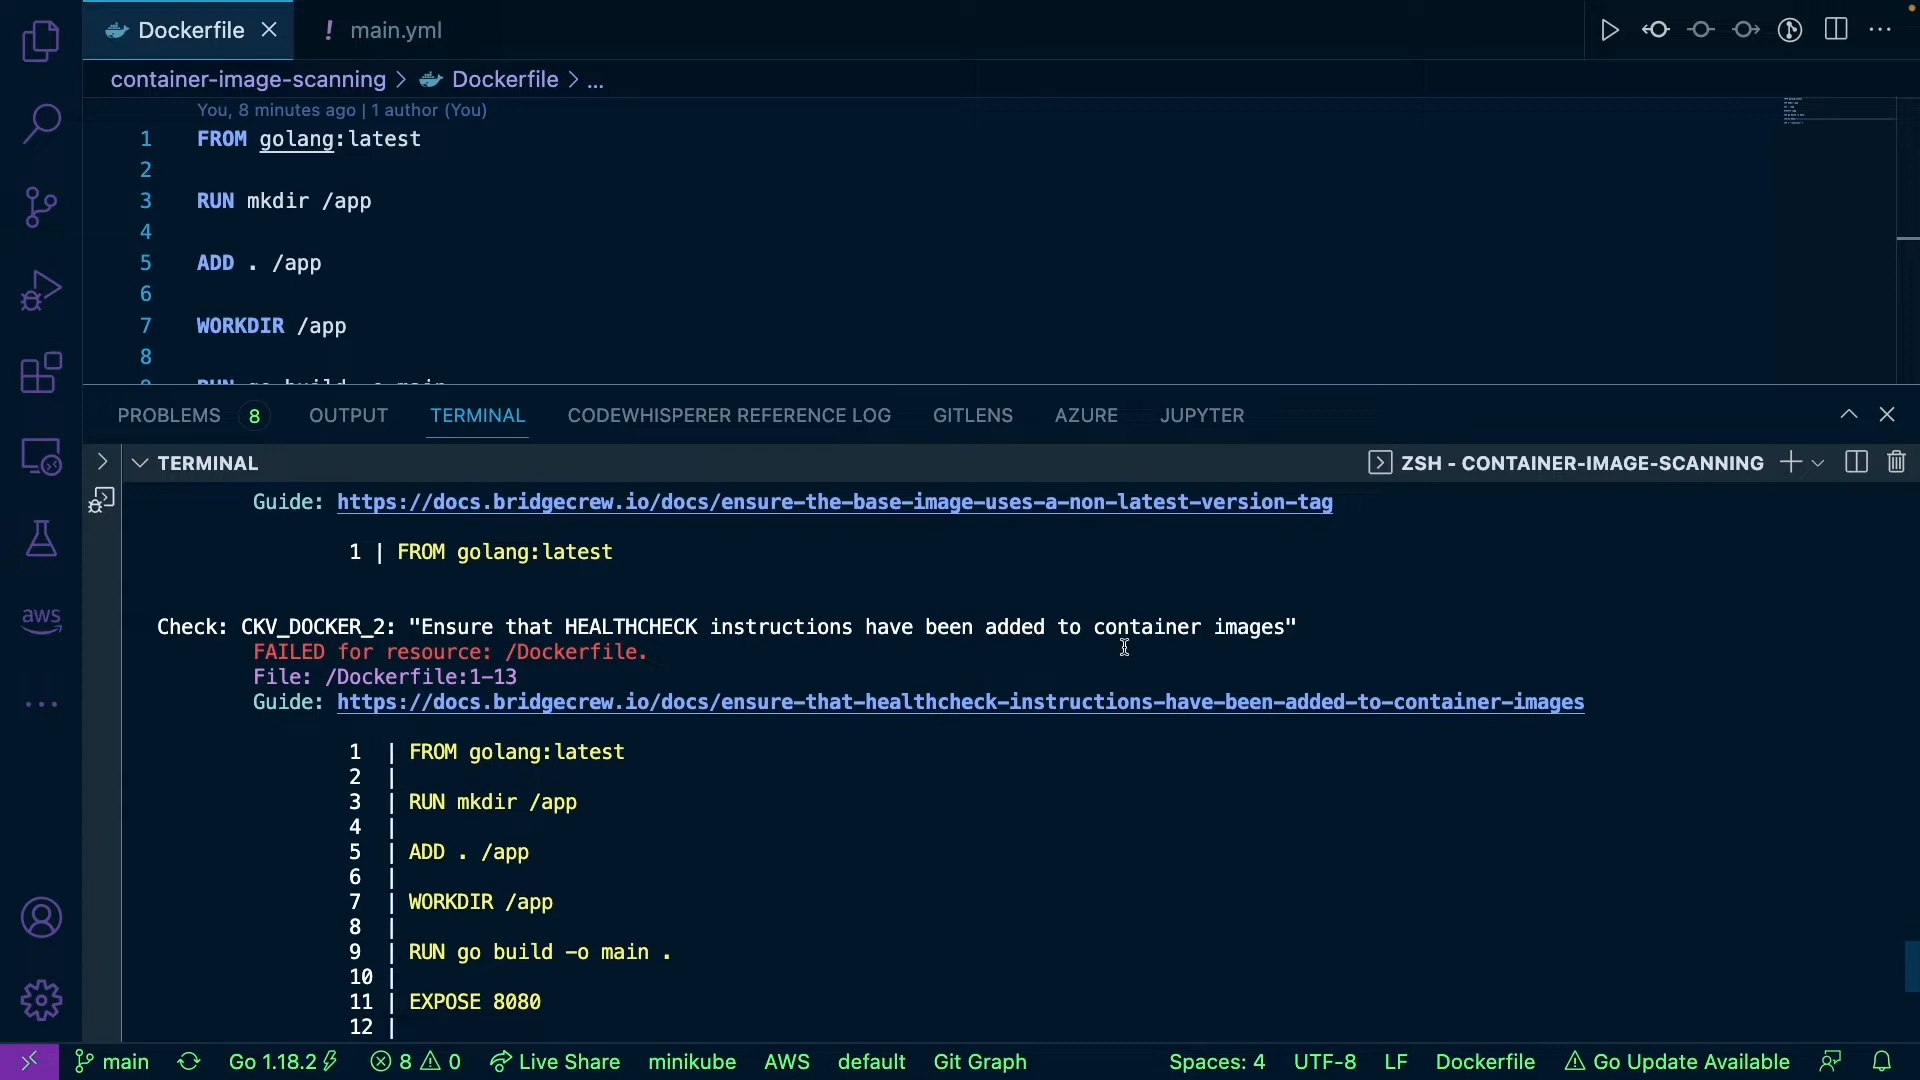 Dockerfile main.yml
container-image-scanning > Dockerfile > ...
You, 8 minutes ago | 1 author (You)
1 FROM golang:latest
2
3 RUN mkdir /app
4
5 ADD . /app
6
7 WORKDIR /app
8
9 RUN go build -o main
PROBLEMS 8 OUTPUT TERMINAL CODEWHISPERER REFERENCE LOG GITLENS AZURE JUPYTER
TERMINAL ZSH - CONTAINER-IMAGE-SCANNING
Guide: https://docs.bridgecrew.io/docs/ensure-the-base-image-uses-a-non-latest-version-tag
1 | FROM golang:latest
Check: CKV_DOCKER_2: "Ensure that HEALTHCHECK instructions have been added to container images"
FAILED for resource: /Dockerfile.
File: /Dockerfile:1-13
Guide: https://docs.bridgecrew.io/docs/ensure-that-healthcheck-instructions-have-been-added-to-container-images
1 | FROM golang:latest
2 |
3 | RUN mkdir /app
4 |
5 | ADD . /app
6 |
7 | WORKDIR /app
8 |
9 | RUN go build -o main .
10 |
11 | EXPOSE 8080
12 |
aws
main Go 1.18.2 8 0 Live Share minikube AWS default Git Graph Spaces: 4 UTF-8 LF Dockerfile Go Update Available